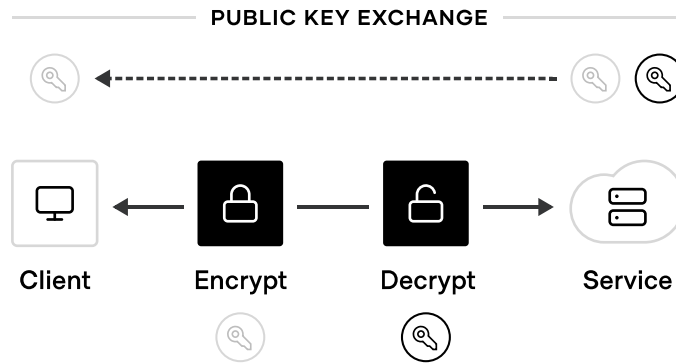 PUBLIC KEY EXCHANGE
Client
Encrypt
Decrypt
Service